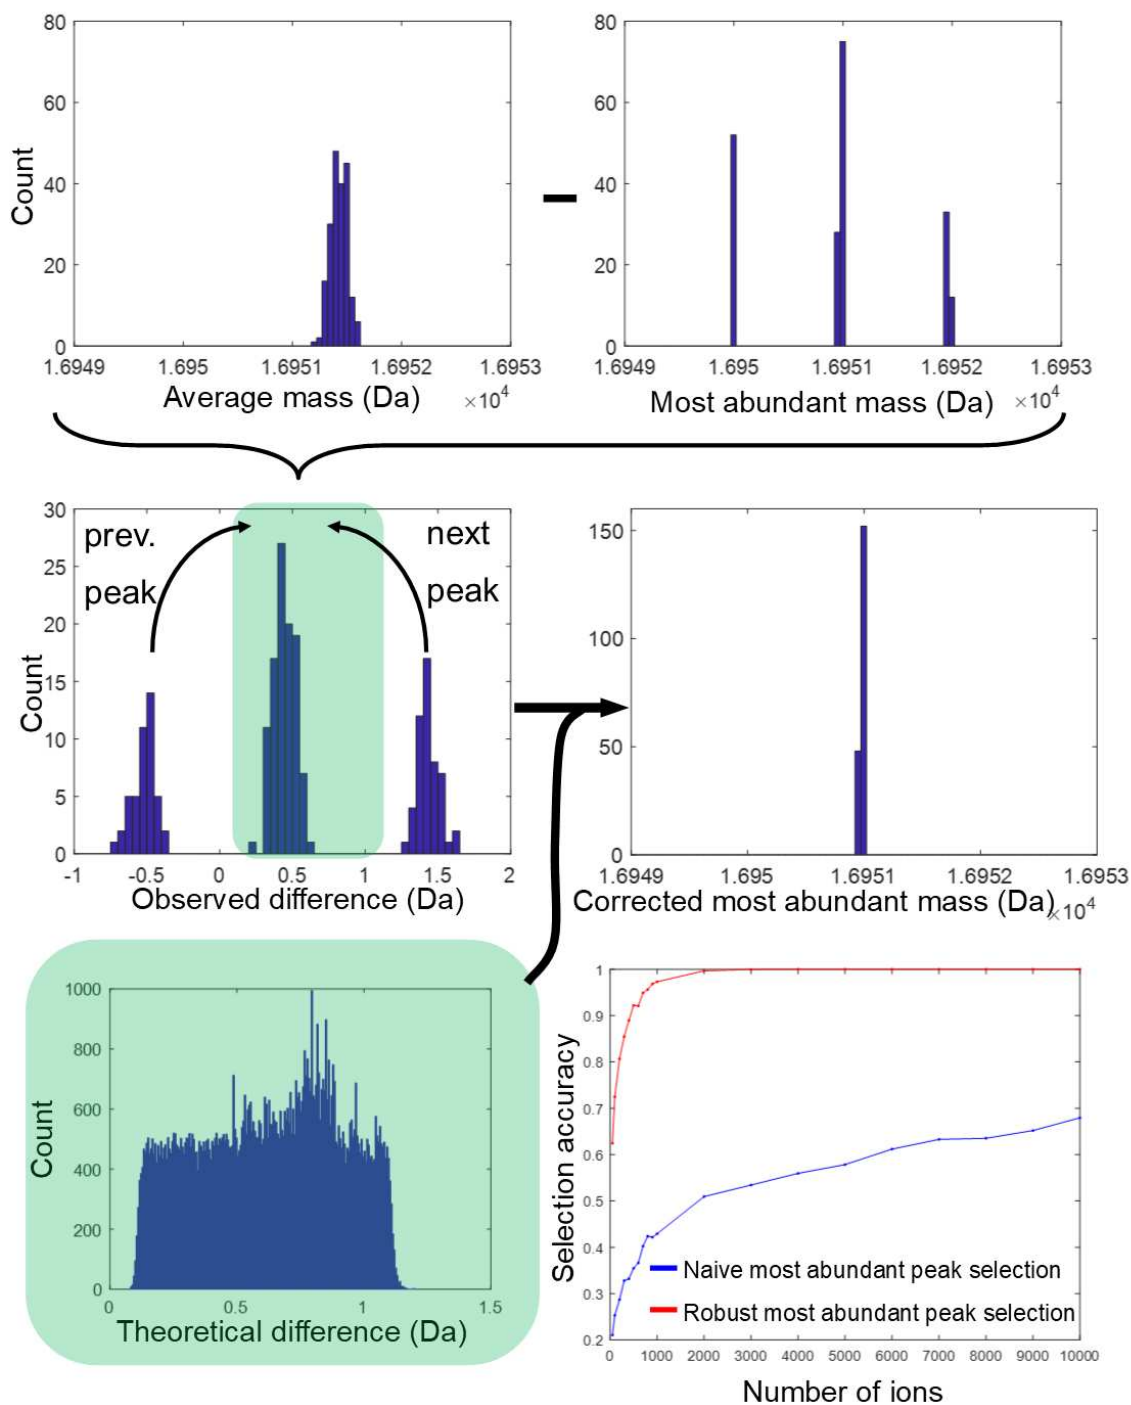 80
60
40
20
0
Count
1.6949 1.695 1.6951 1.6952 1.6953
Average mass (Da) ×10⁴
80
60
40
20
0
1.6949 1.695 1.6951 1.6952 1.6953
Most abundant mass (Da) ×10⁴
30
25
20
15
10
5
0
Count
prev.
peak
next
peak
-1 -0.5 0 0.5 1 1.5 2
Observed difference (Da)
150
100
50
0
1.6949 1.695 1.6951 1.6952 1.6953
Corrected most abundant mass (Da) ×10⁴
1000
800
600
400
200
0
Count
0 0.5 1 1.5
Theoretical difference (Da)
1
0.9
0.8
0.7
0.6
0.5
0.4
0.3
0.2
Selection accuracy
Naive most abundant peak selection
Robust most abundant peak selection
0 1000 2000 3000 4000 5000 6000 7000 8000 9000 10000
Number of ions